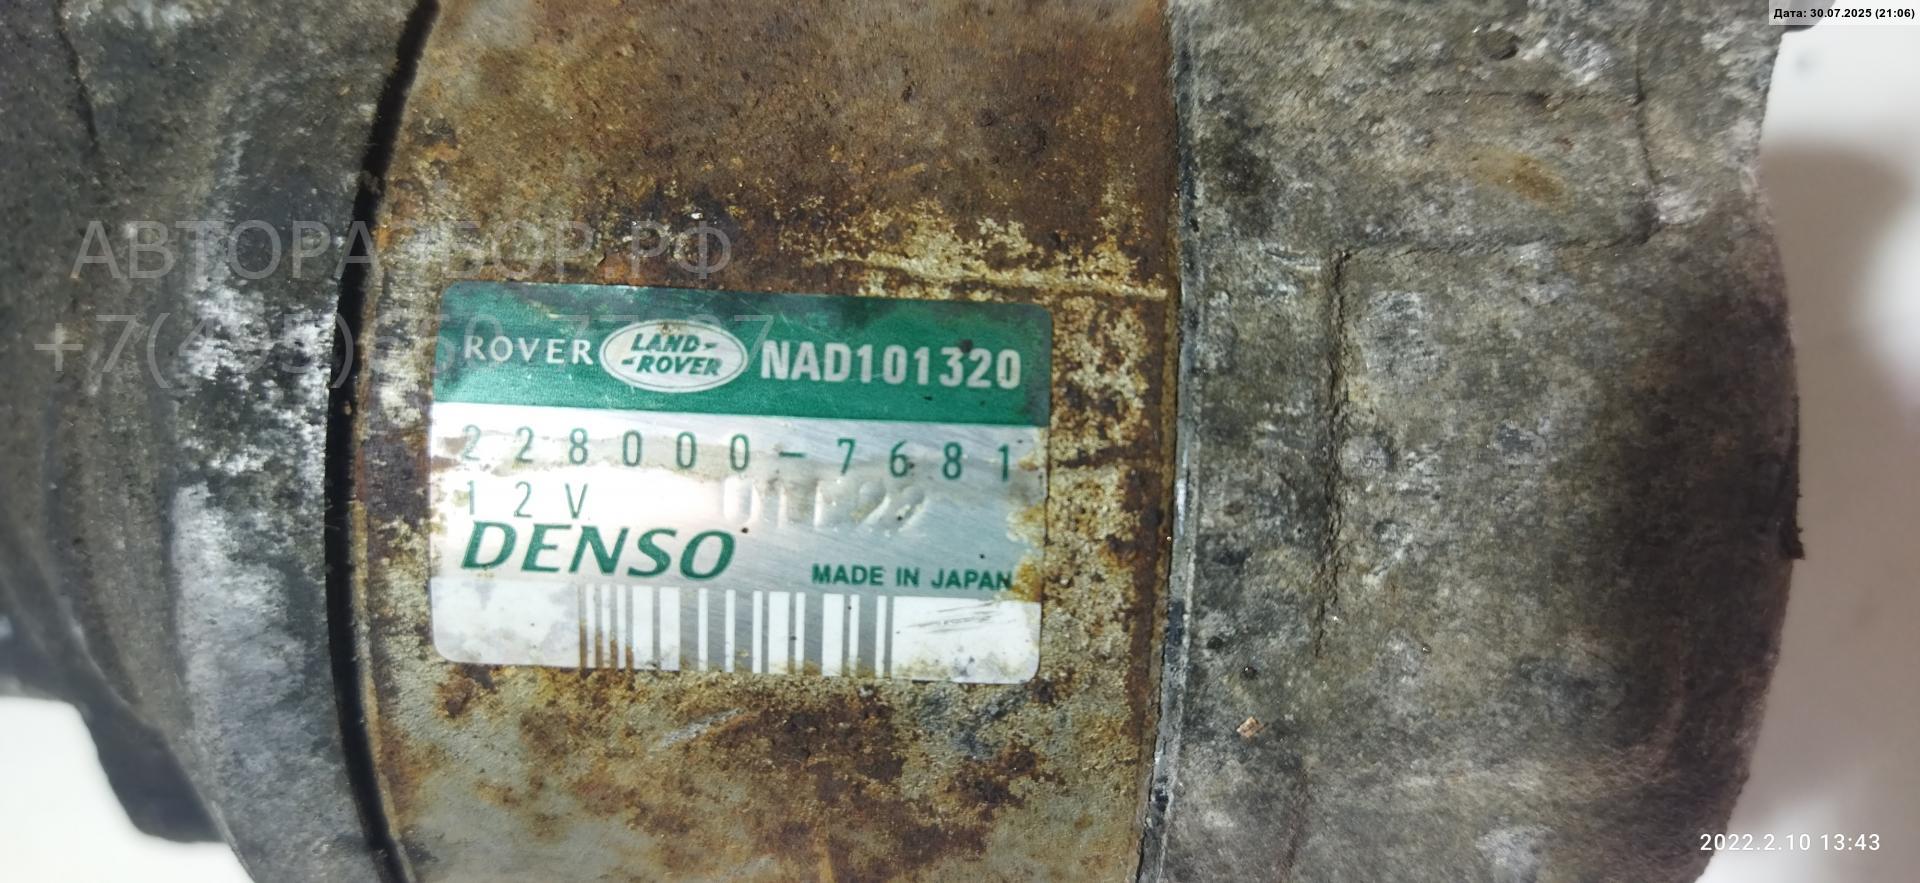 Дата: 30.07.2025 (21:06)
АВТОРАЗБОР.РФ
ROVER LAND-ROVER NAD101320
228000-7681
12V
DENSO
MADE IN JAPAN
2022.2.10 13:43